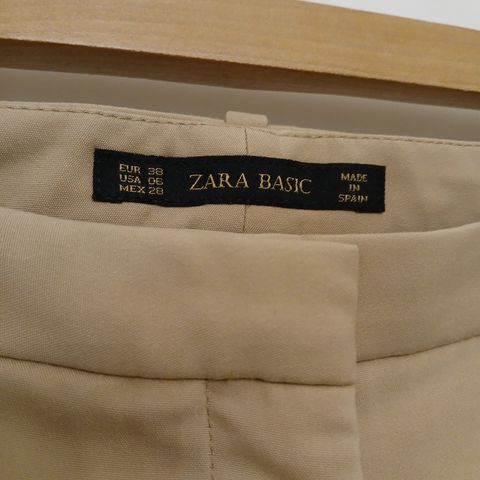 EUR 38
USA 06
MEX 28
ZARA BASIC
MADE
IN
SPAIN